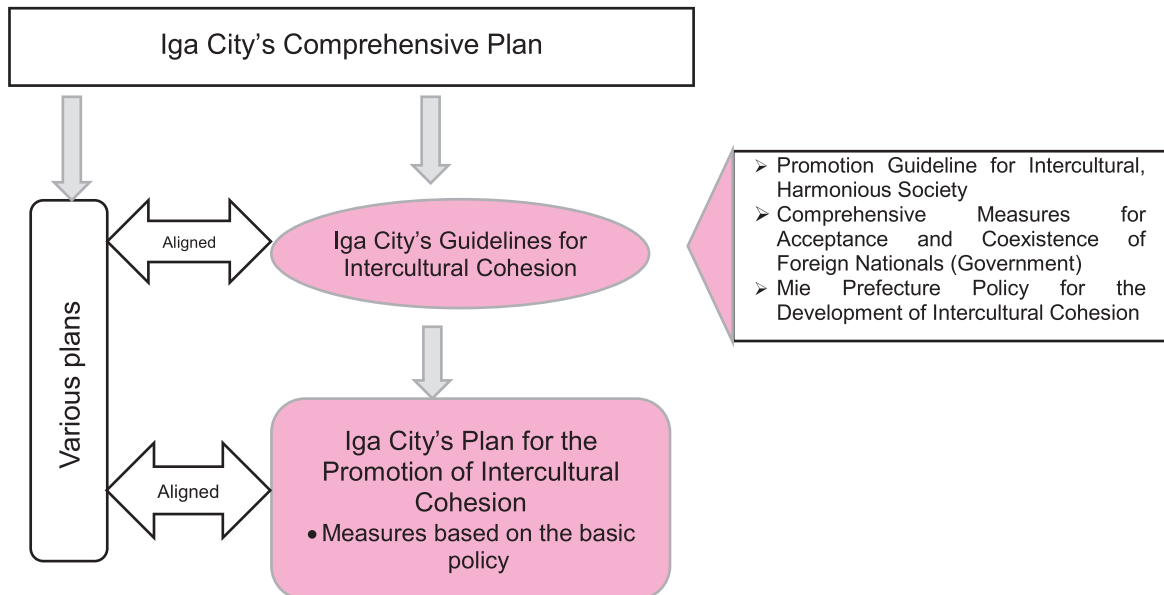 Iga City’s Comprehensive Plan
➢ Promotion Guideline for Intercultural,
Harmonious Society
➢ Comprehensive Measures for
Acceptance and Coexistence of
Foreign Nationals (Government)
➢ Mie Prefecture Policy for the
Development of Intercultural Cohesion
Various plans
Aligned
Iga City’s Guidelines for
Intercultural Cohesion
Aligned
Iga City’s Plan for the
Promotion of Intercultural
Cohesion
• Measures based on the basic
policy